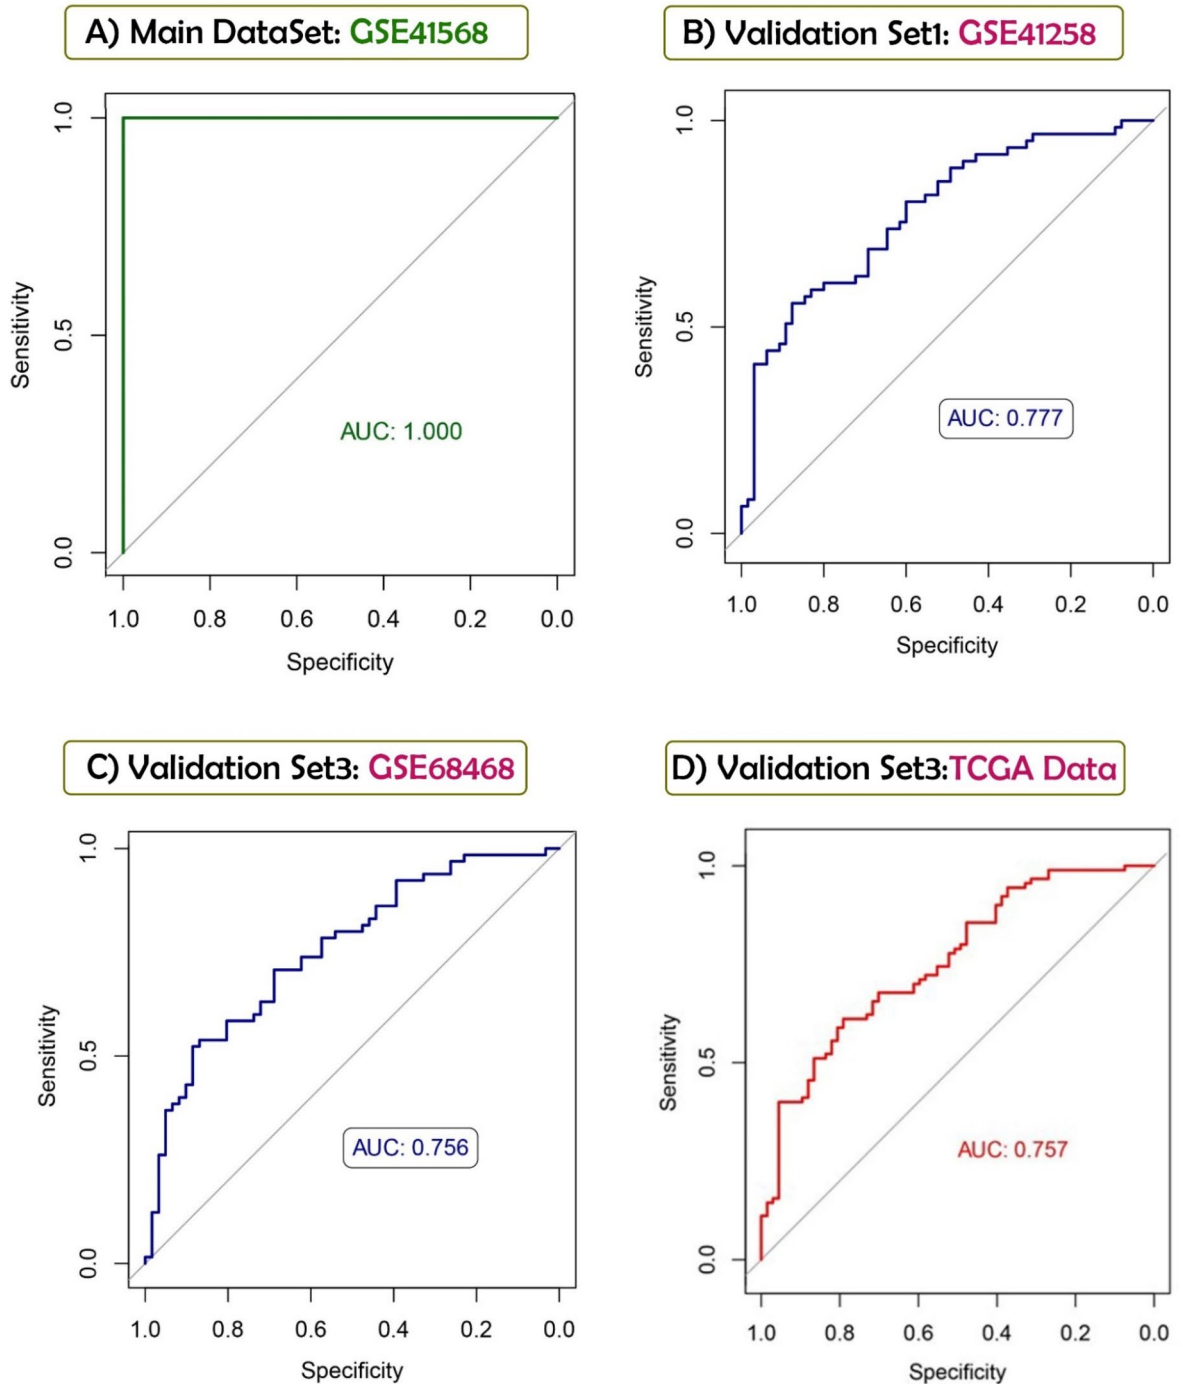 A) Main DataSet: GSE41568
1.0
0.5
0.0
Sensitivity
AUC: 1.000
1.0 0.8 0.6 0.4 0.2 0.0
Specificity
B) Validation Set1: GSE41258
1.0
0.5
0.0
Sensitivity
AUC: 0.777
1.0 0.8 0.6 0.4 0.2 0.0
Specificity
C) Validation Set3: GSE68468
1.0
0.5
0.0
Sensitivity
AUC: 0.756
1.0 0.8 0.6 0.4 0.2 0.0
Specificity
D) Validation Set3:TCGA Data
1.0
0.5
0.0
Sensitivity
AUC: 0.757
1.0 0.8 0.6 0.4 0.2 0.0
Specificity